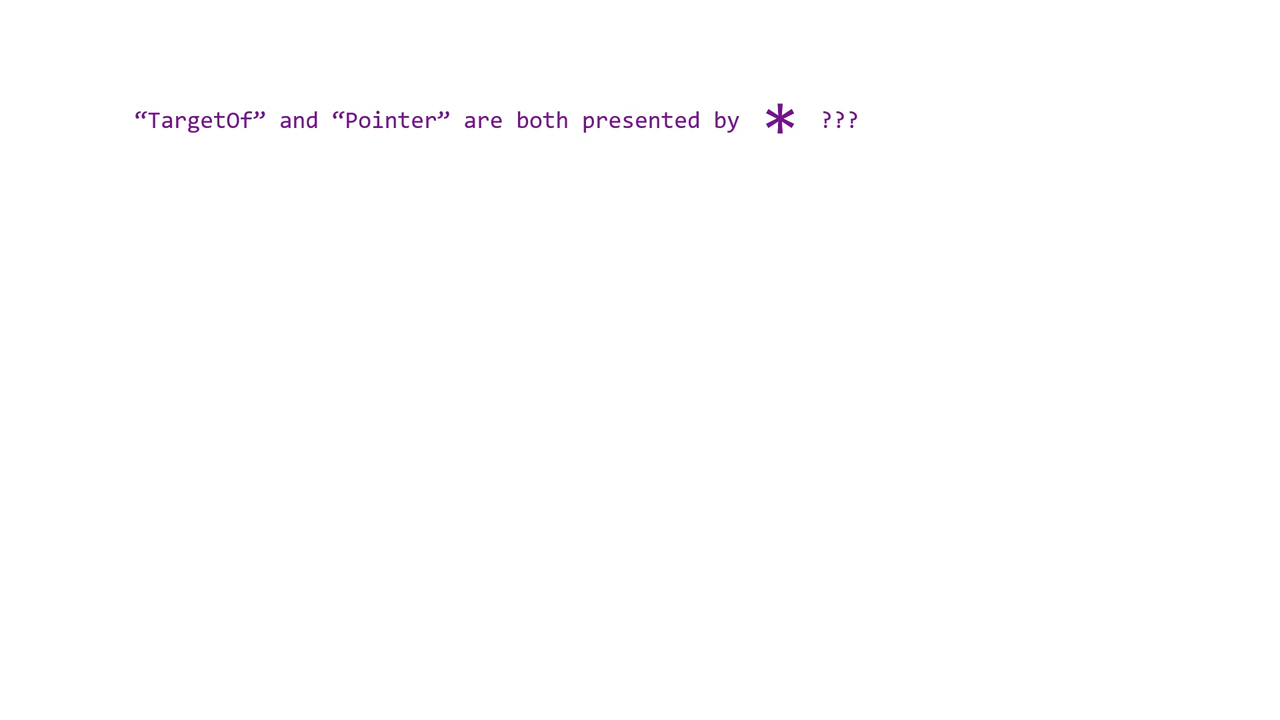 “TargetOf” and “Pointer” are both presented by * ???